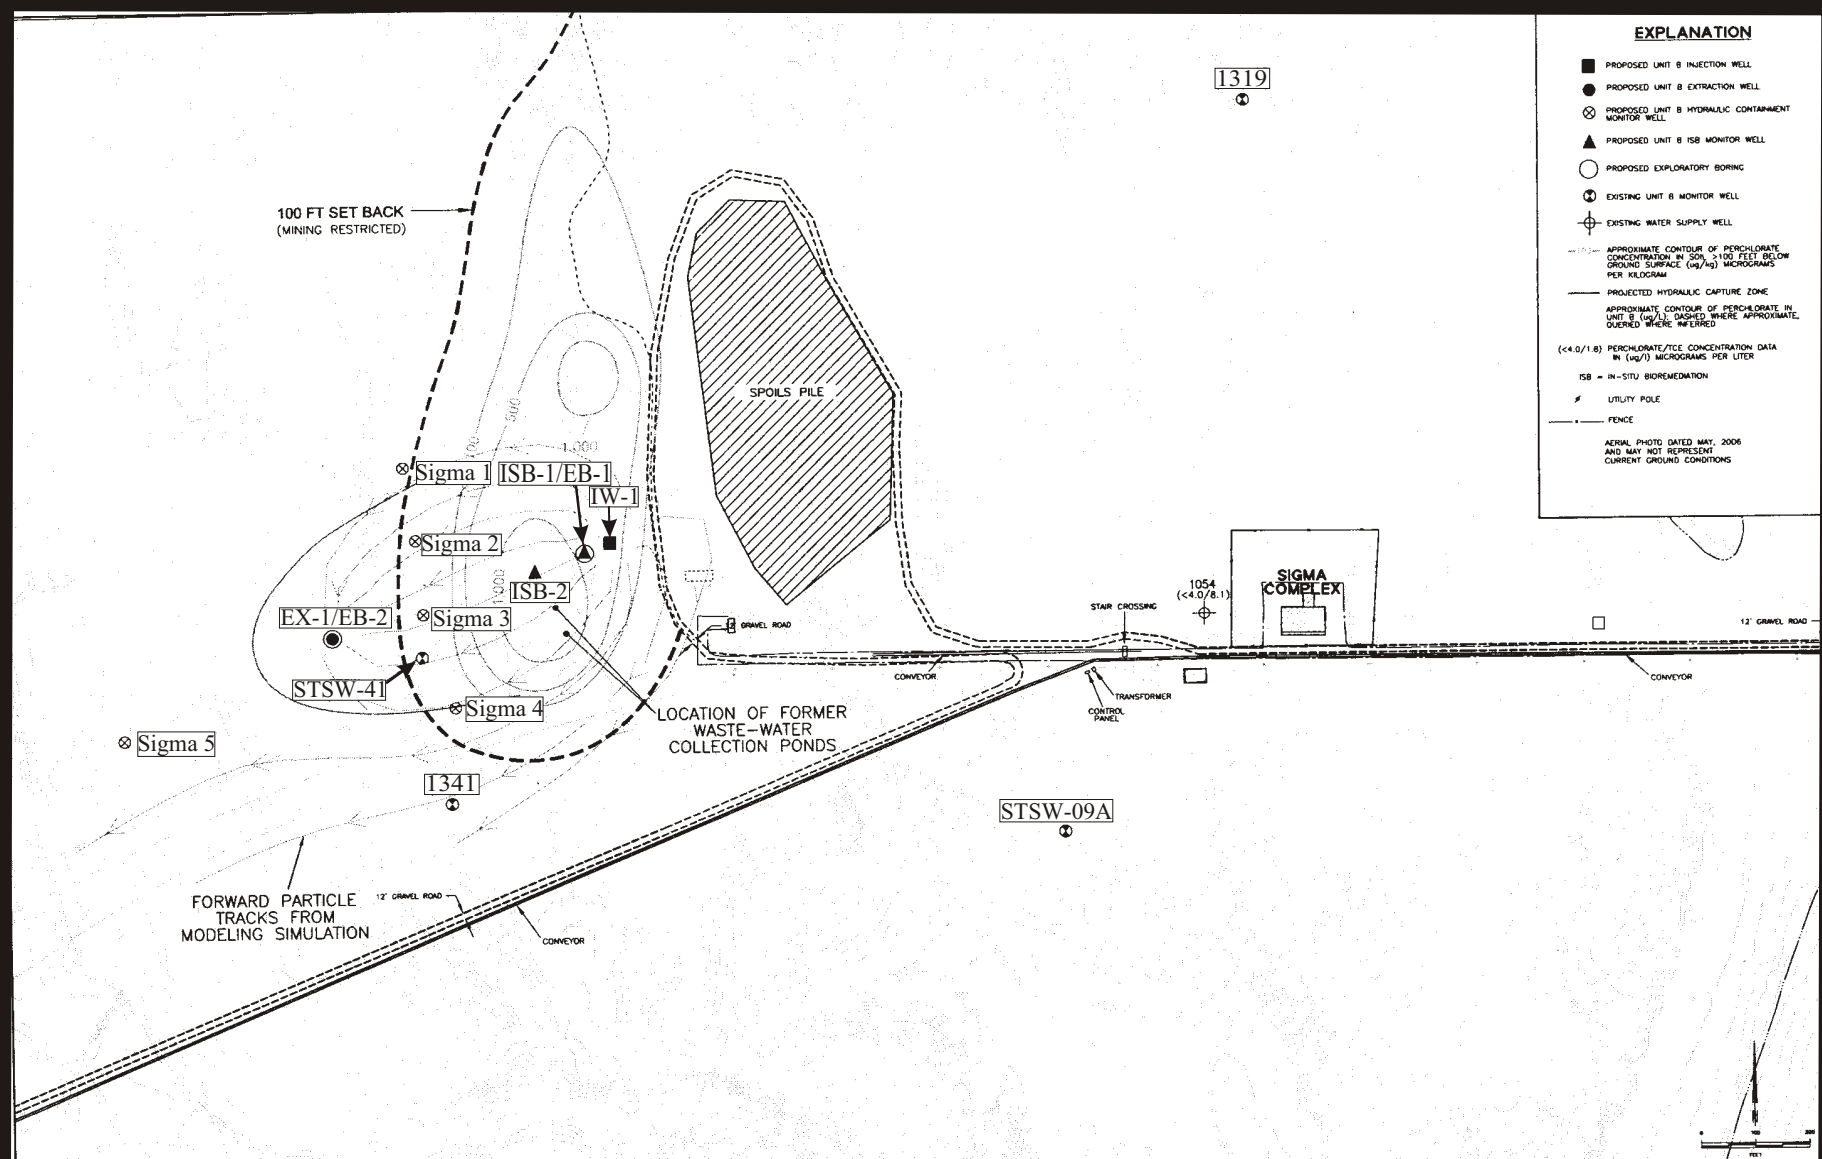 EXPLANATION
PROPOSED UNIT B INJECTION WELL
PROPOSED UNIT B EXTRACTION WELL
PROPOSED UNIT B HYDRAULIC CONTAINMENT
MONITOR WELL
PROPOSED UNIT B ISB MONITOR WELL
PROPOSED EXPLORATORY BORING
EXISTING UNIT B MONITOR WELL
EXISTING WATER SUPPLY WELL
APPROXIMATE CONTOUR OF PERCHLORATE
CONCENTRATION IN SOIL >100 FEET BELOW
GROUND SURFACE (ug/kg) MICROGRAMS
PER KILOGRAM
PROJECTED HYDRAULIC CAPTURE ZONE
APPROXIMATE CONTOUR OF PERCHLORATE IN
UNIT B (ug/L); DASHED WHERE APPROXIMATE,
QUERIED WHERE INFERRED
(<4.0/1.8) PERCHLORATE/TCE CONCENTRATION DATA
IN (ug/l) MICROGRAMS PER LITER
ISB = IN-SITU BIOREMEDIATION
UTILITY POLE
FENCE
AERIAL PHOTO DATED MAY, 2006
AND MAY NOT REPRESENT
CURRENT GROUND CONDITIONS
1319
100 FT SET BACK
(MINING RESTRICTED)
SPOILS PILE
500
1,000
Sigma 1
ISB-1/EB-1
IW-1
Sigma 2
1,000
ISB-2
EX-1/EB-2
Sigma 3
STSW-41
Sigma 4
Sigma 5
1341
LOCATION OF FORMER
WASTE-WATER
COLLECTION PONDS
12' GRAVEL ROAD
CONVEYOR
STAIR CROSSING
1054
(<4.0/8.1)
SIGMA
COMPLEX
TRANSFORMER
CONTROL
PANEL
12' GRAVEL ROAD
CONVEYOR
STSW-09A
FORWARD PARTICLE
TRACKS FROM
MODELING SIMULATION
12' GRAVEL ROAD
CONVEYOR
FEET